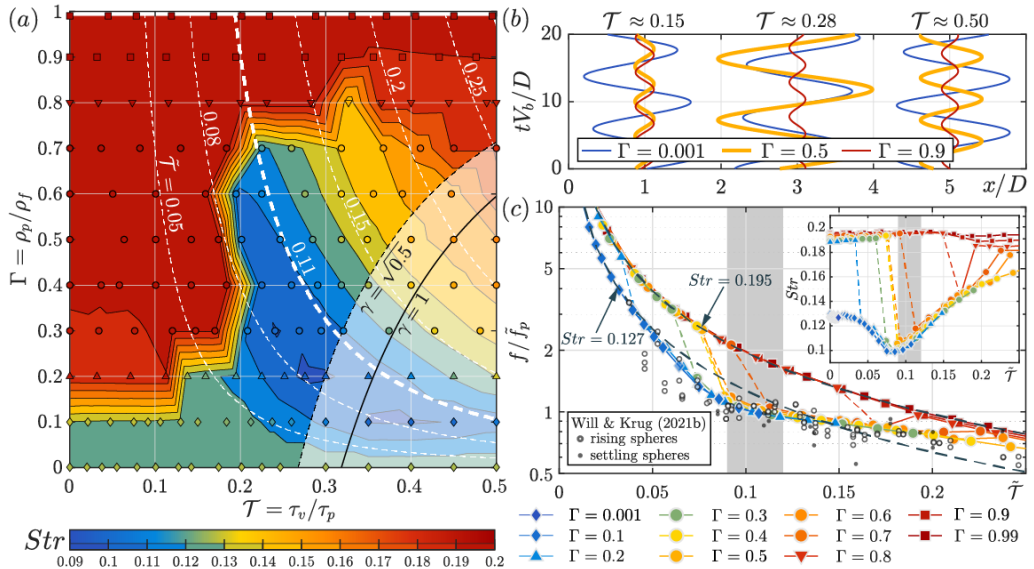 (a)
1
0.9
0.8
0.7
0.6
0.5
0.4
0.3
0.2
0.1
0
Γ = ρp/ρf
0.2
0.25
0.08
𝒯̃ = 0.05
0.15
0.11
γ = √0.5
γ = 1
0 0.1 0.2 0.3 0.4 0.5
𝒯 = τv/τp
Str
0.09 0.1 0.11 0.12 0.13 0.14 0.15 0.16 0.17 0.18 0.19 0.2
(b) 𝒯 ≈ 0.15 𝒯 ≈ 0.28 𝒯 ≈ 0.50
20
10
0
tVb/D
Γ = 0.001 Γ = 0.5 Γ = 0.9
0 1 2 3 4 5 x/D
(c)
10
5
2
1
0.5
f/f̃p
Str = 0.195
Str = 0.127
Will & Krug (2021b)
rising spheres
settling spheres
0.2
0.18
0.16
0.14
0.12
0.1
Str
0 0.05 0.1 0.15 0.2 𝒯̃
0.05 0.1 0.15 0.2 𝒯̃
Γ = 0.001 Γ = 0.3 Γ = 0.6 Γ = 0.9
Γ = 0.1 Γ = 0.4 Γ = 0.7 Γ = 0.99
Γ = 0.2 Γ = 0.5 Γ = 0.8